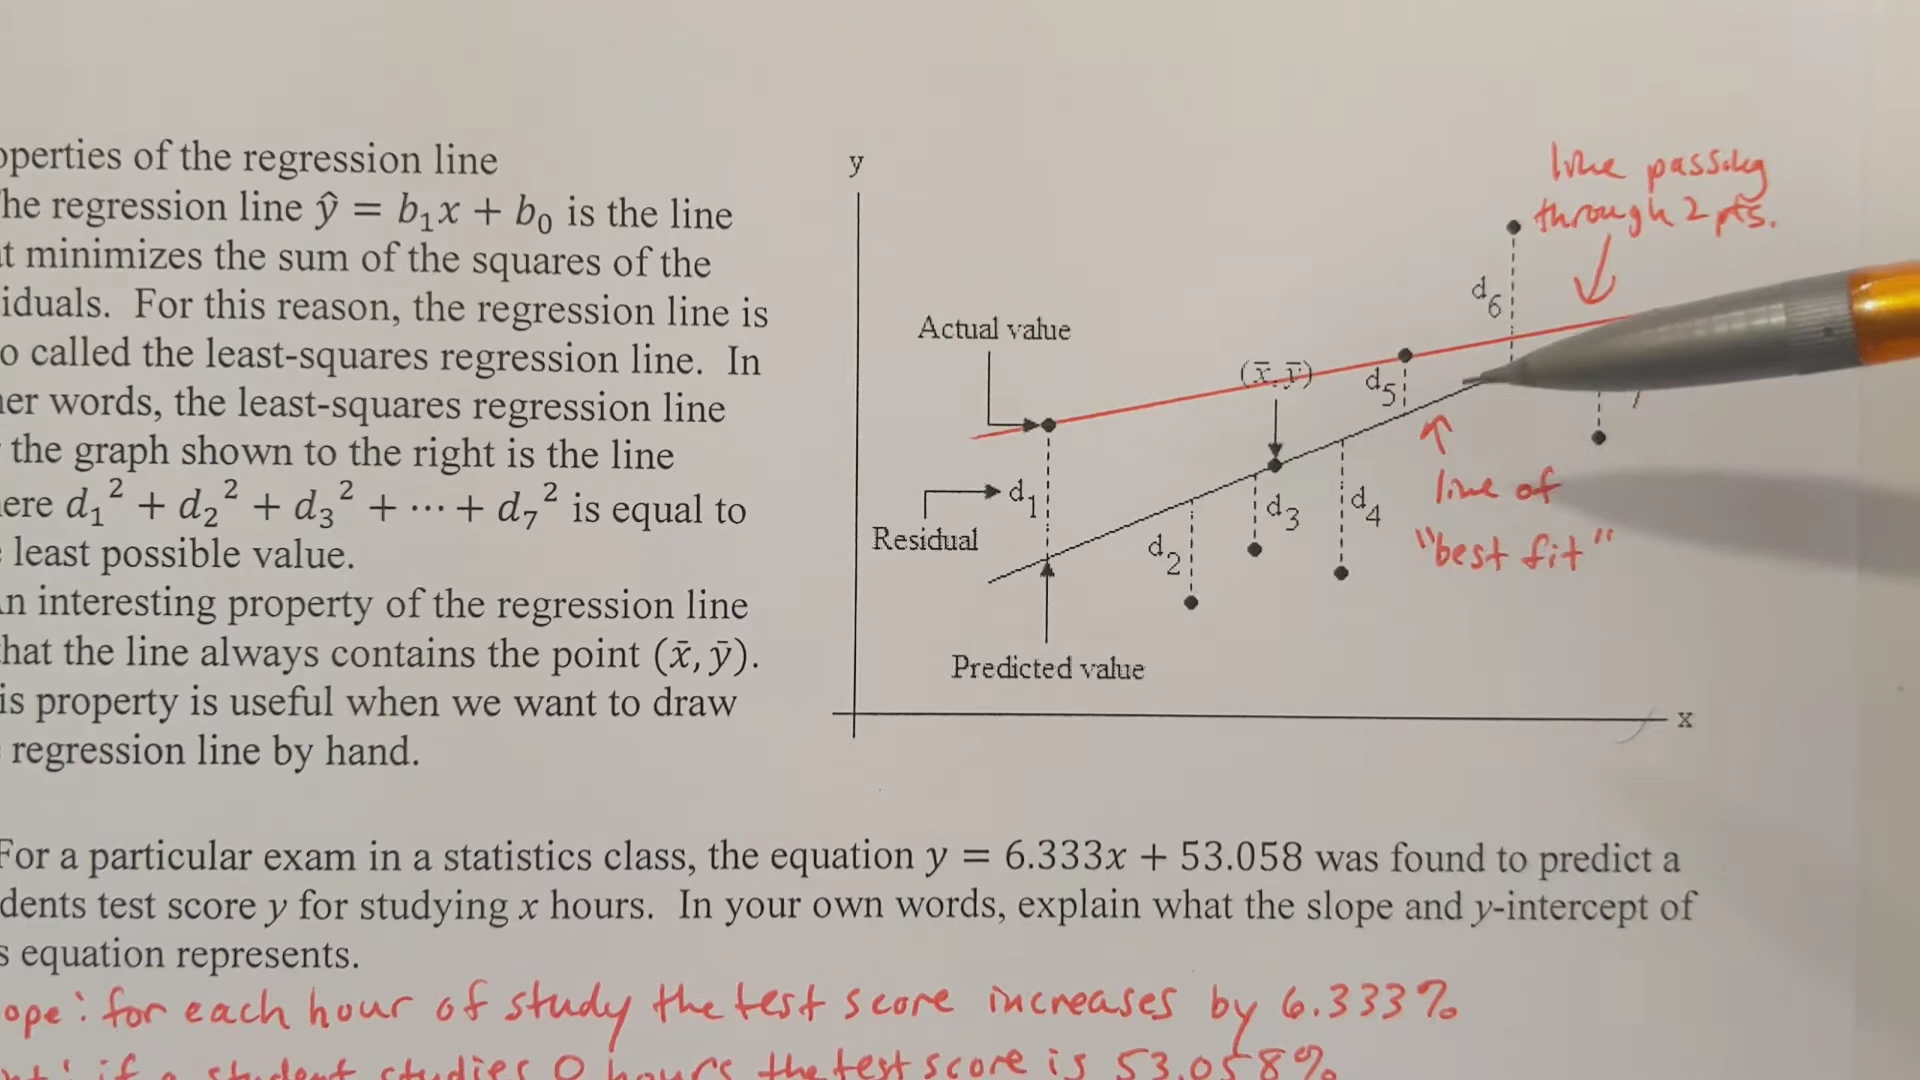 operties of the regression line
The regression line ŷ = b₁x + b₀ is the line
t minimizes the sum of the squares of the
iduals. For this reason, the regression line is
o called the least-squares regression line. In
er words, the least-squares regression line
the graph shown to the right is the line
ere d₁² + d₂² + d₃² + ⋯ + d₇² is equal to
least possible value.
n interesting property of the regression line
hat the line always contains the point (x̄, ȳ).
is property is useful when we want to draw
regression line by hand.
y
line passing
through 2 pts.
d₆
Actual value
(x̄, ȳ)
d₅
d₁
d₃
d₄
line of
Residual
d₂
"best fit"
Predicted value
x
For a particular exam in a statistics class, the equation y = 6.333x + 53.058 was found to predict a
dents test score y for studying x hours. In your own words, explain what the slope and y-intercept of
s equation represents.
ope: for each hour of study the test score increases by 6.333%
nt: if a student studies 0 hours the test score is 53.058%